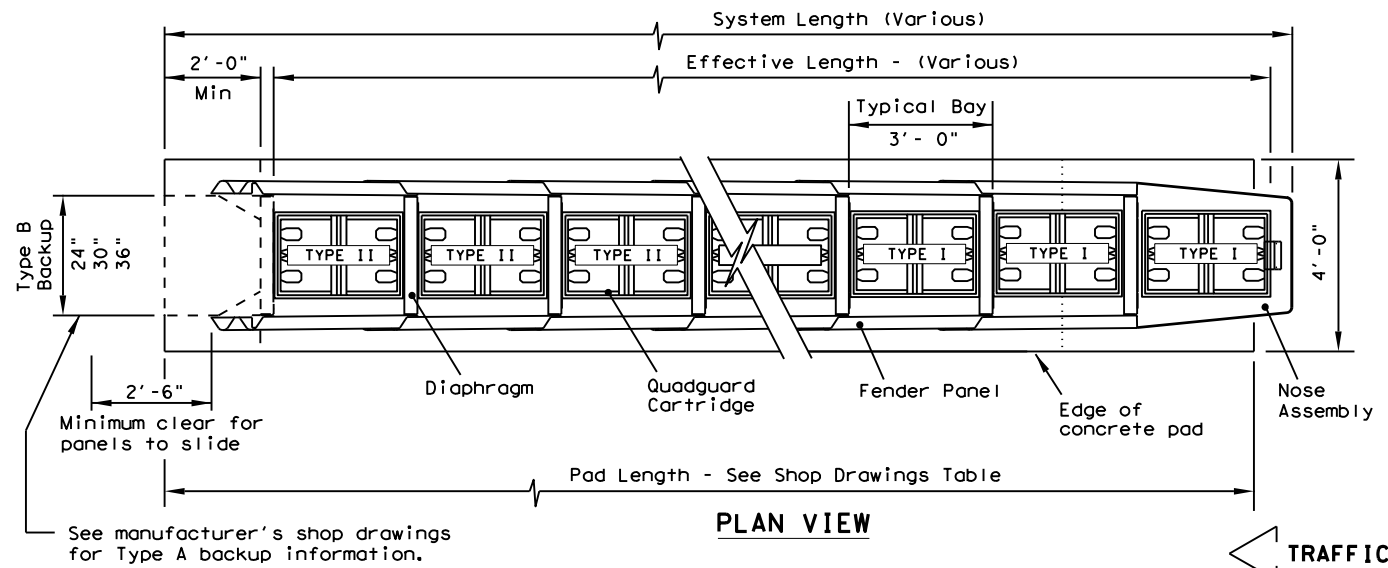 System Length (Various)
2'-0"
Min
Effective Length - (Various)
Typical Bay
3'- 0"
Type B
Backup
24"
30"
36"
TYPE II
TYPE II
TYPE II
TYPE I
TYPE I
TYPE I
4'-0"
2'-6"
Minimum clear for
panels to slide
Diaphragm
Quadguard
Cartridge
Fender Panel
Edge of
concrete pad
Nose
Assembly
Pad Length - See Shop Drawings Table
See manufacturer's shop drawings
for Type A backup information.
PLAN VIEW
TRAFFIC